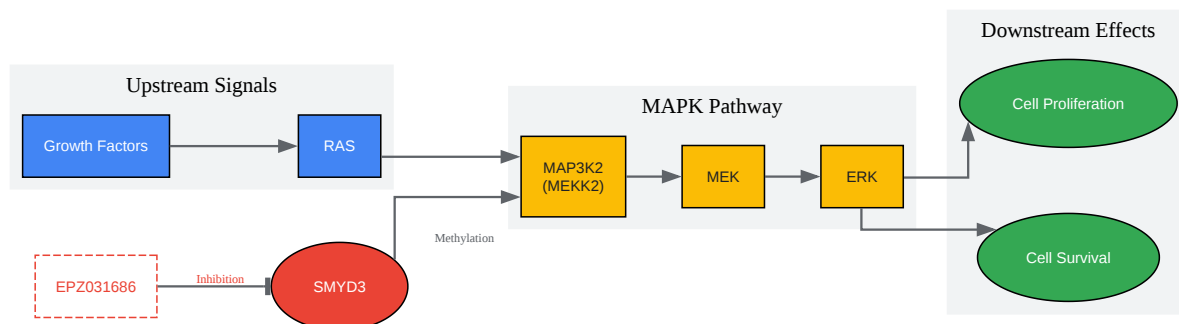 Downstream Effects
Upstream Signals
MAPK Pathway
Cell Proliferation
Growth Factors
RAS
MAP3K2
(MEKK2)
MEK
ERK
Methylation
Cell Survival
EPZ031686
Inhibition
SMYD3